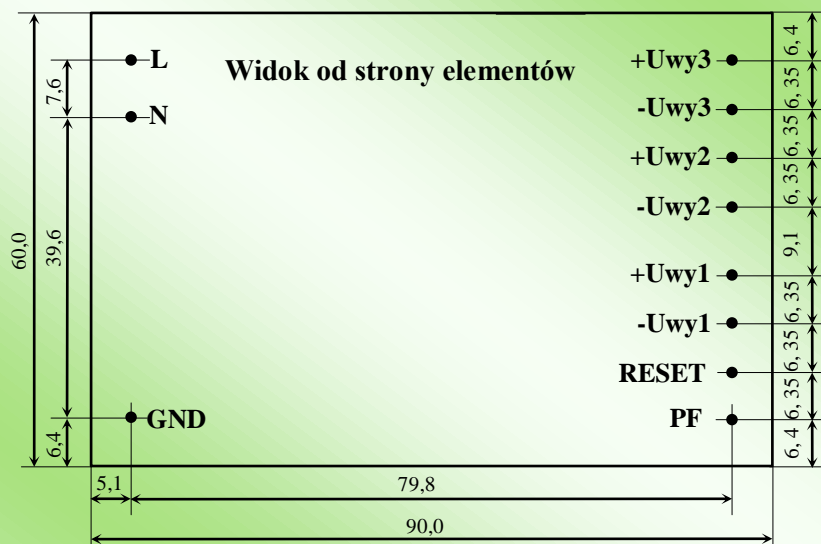 L
N
GND
Widok od strony elementów
+Uwy3
-Uwy3
+Uwy2
-Uwy2
+Uwy1
-Uwy1
RESET
PF
60,0
7,6
39,6
6,4
6, 4
6, 35
6, 35
6, 35
9,1
6, 35
6, 35
6, 35
6, 4
5,1
79,8
90,0